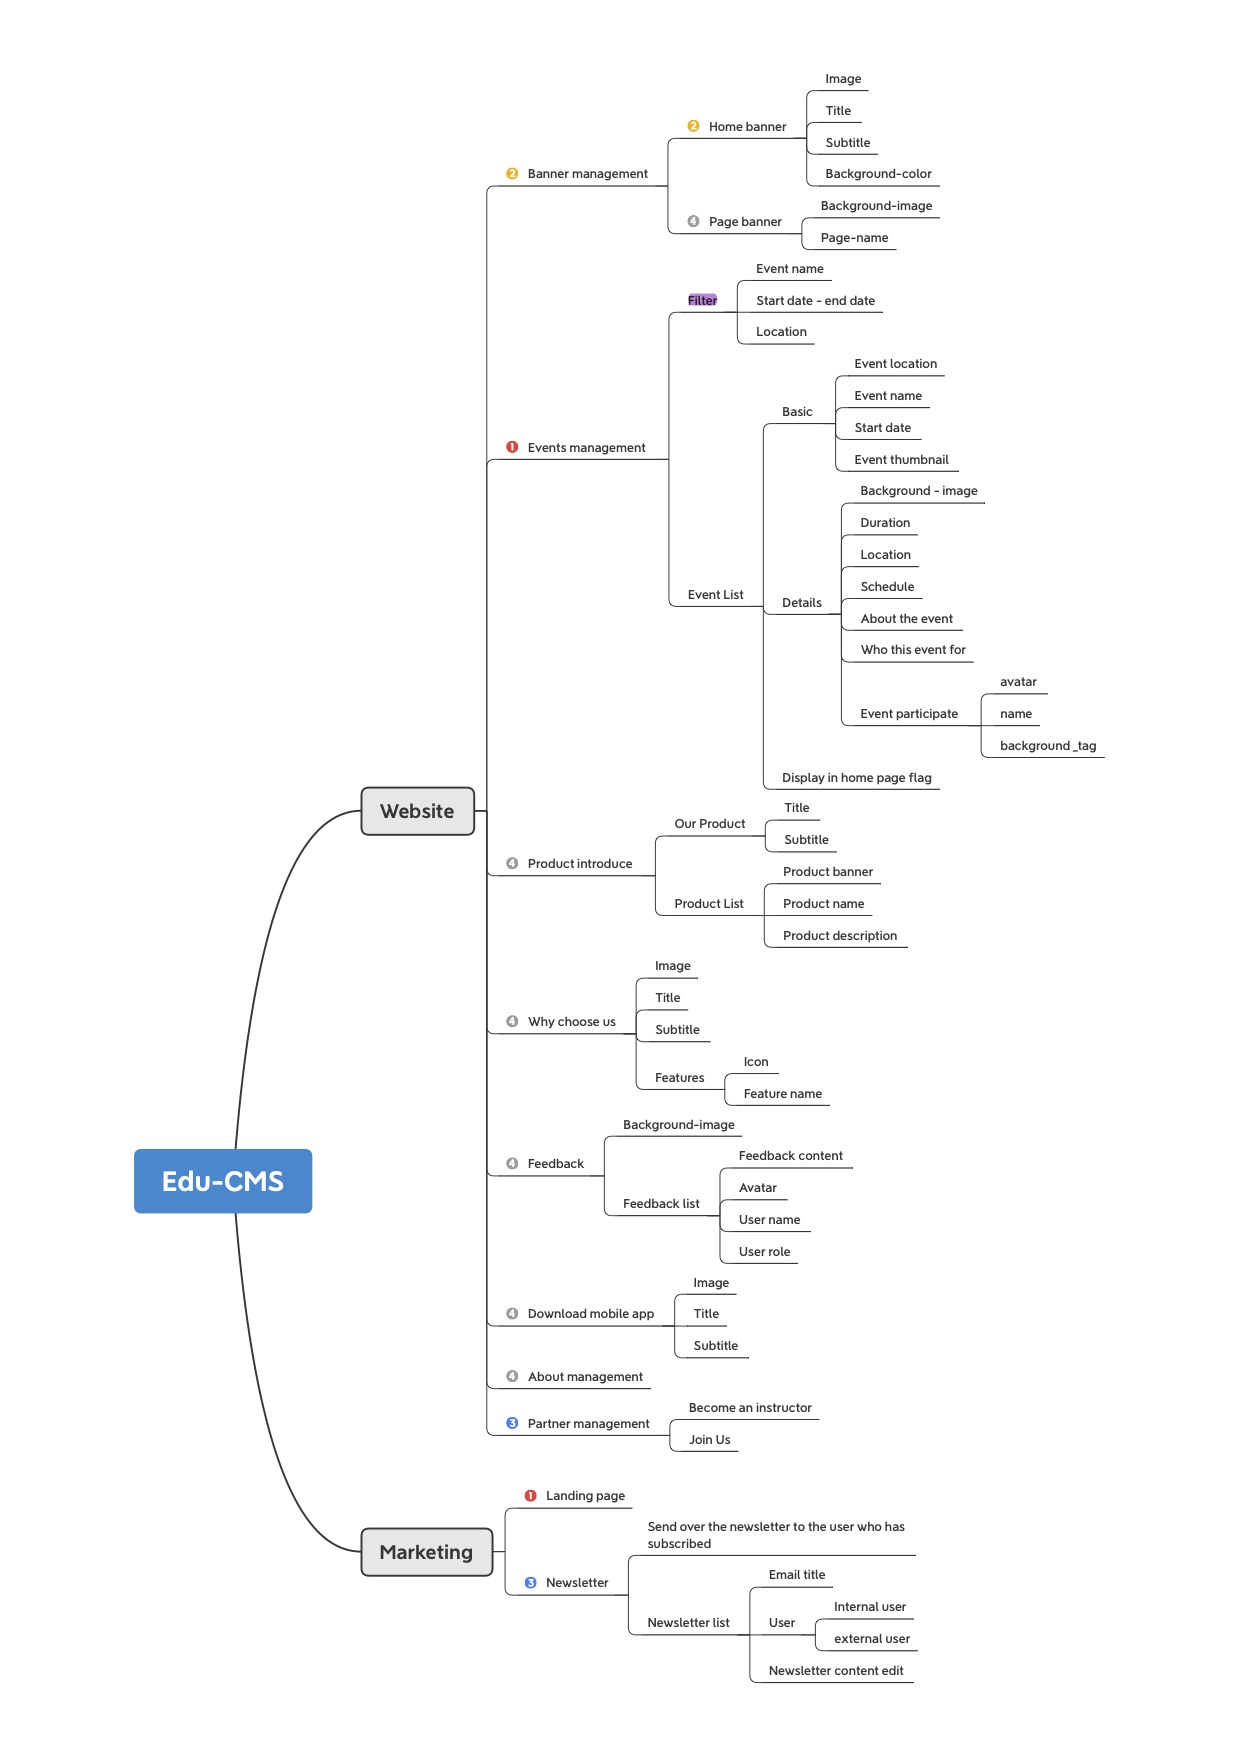 Image
Title
Subtitle
Background-color
2 Home banner
2 Banner management
Background-image
4 Page banner
Page-name
Event name
Filter
Start date - end date
Location
Event location
Event name
Basic
Start date
1 Events management
Event thumbnail
Background - image
Duration
Location
Schedule
Event List
Details
About the event
Who this event for
avatar
Event participate
name
background_tag
Display in home page flag
Website
Title
Our Product
Subtitle
4 Product introduce
Product banner
Product List
Product name
Product description
Image
Title
4 Why choose us
Subtitle
Icon
Features
Feature name
Background-image
Feedback content
4 Feedback
Avatar
Feedback list
User name
User role
Edu-CMS
Image
4 Download mobile app
Title
Subtitle
4 About management
Become an instructor
3 Partner management
Join Us
1 Landing page
Send over the newsletter to the user who has
subscribed
Marketing
Email title
3 Newsletter
Internal user
Newsletter list
User
external user
Newsletter content edit